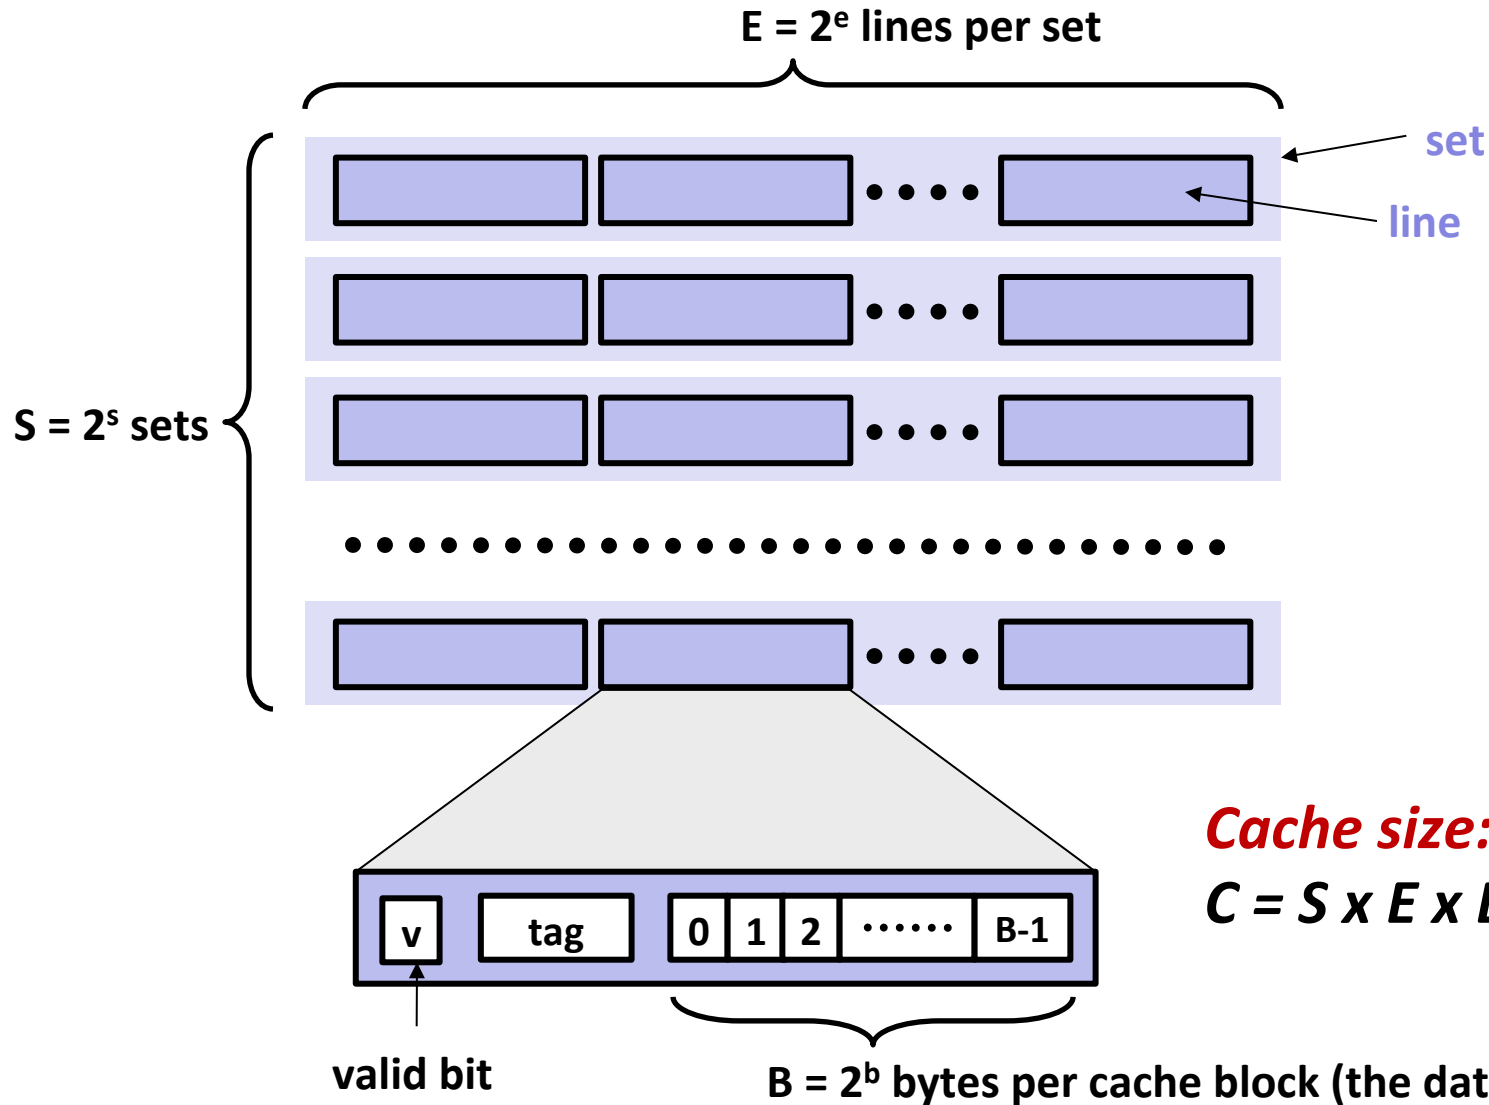 E = 2ᵉ lines per set
set
line
S = 2ˢ sets
Cache size:
C = S x E x
v
tag
0 1 2 ······ B-1
valid bit
B = 2ᵇ bytes per cache block (the